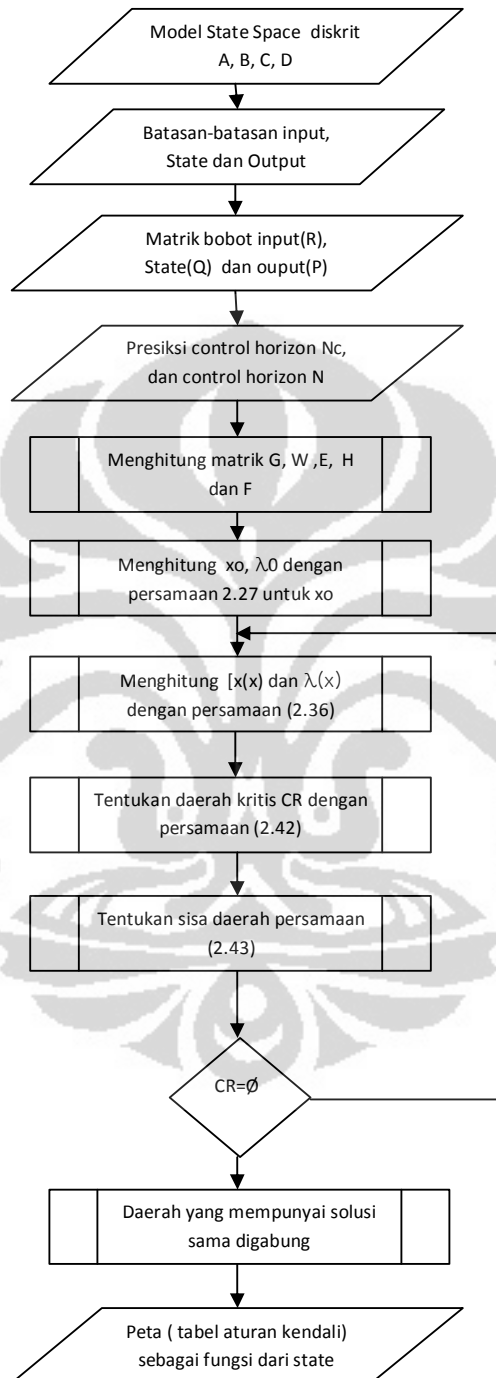 Model State Space diskrit
A, B, C, D
Batasan-batasan input,
State dan Output
Matrik bobot input(R),
State(Q) dan ouput(P)
Presiksi control horizon Nc,
dan control horizon N
Menghitung matrik G, W ,E, H
dan F
Menghitung xo, λ0 dengan
persamaan 2.27 untuk xo
Menghitung [x(x) dan λ(x)
dengan persamaan (2.36)
Tentukan daerah kritis CR dengan
persamaan (2.42)
Tentukan sisa daerah persamaan
(2.43)
CR=Ø
Daerah yang mempunyai solusi
sama digabung
Peta ( tabel aturan kendali)
sebagai fungsi dari state